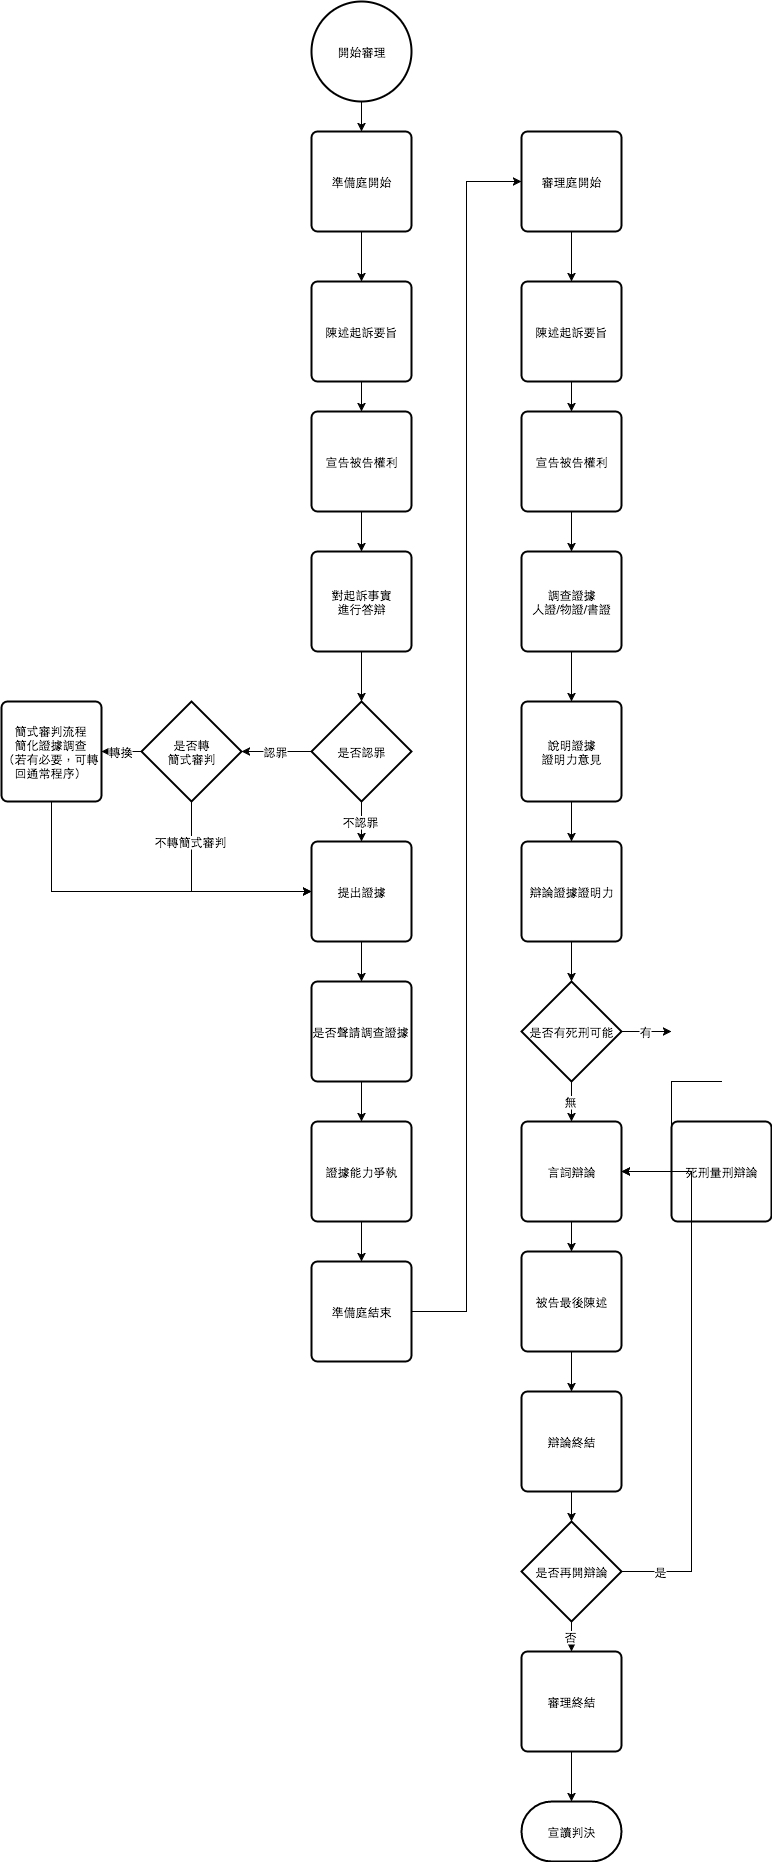 開始審理
準備庭開始
陳述起訴要旨
宣告被告權利
對起訴事實
進行答辯
是否認罪
認罪
不認罪
是否轉
簡式審判
轉換
不轉簡式審判
簡式審判流程
簡化證據調查
（若有必要，可轉
回通常程序）
提出證據
是否聲請調查證據
證據能力爭執
準備庭結束
審理庭開始
陳述起訴要旨
宣告被告權利
調查證據
人證/物證/書證
說明證據
證明力意見
辯論證據證明力
是否有死刑可能
有
無
死刑量刑辯論
言詞辯論
被告最後陳述
辯論終結
是否再開辯論
是
否
審理終結
宣讀判決